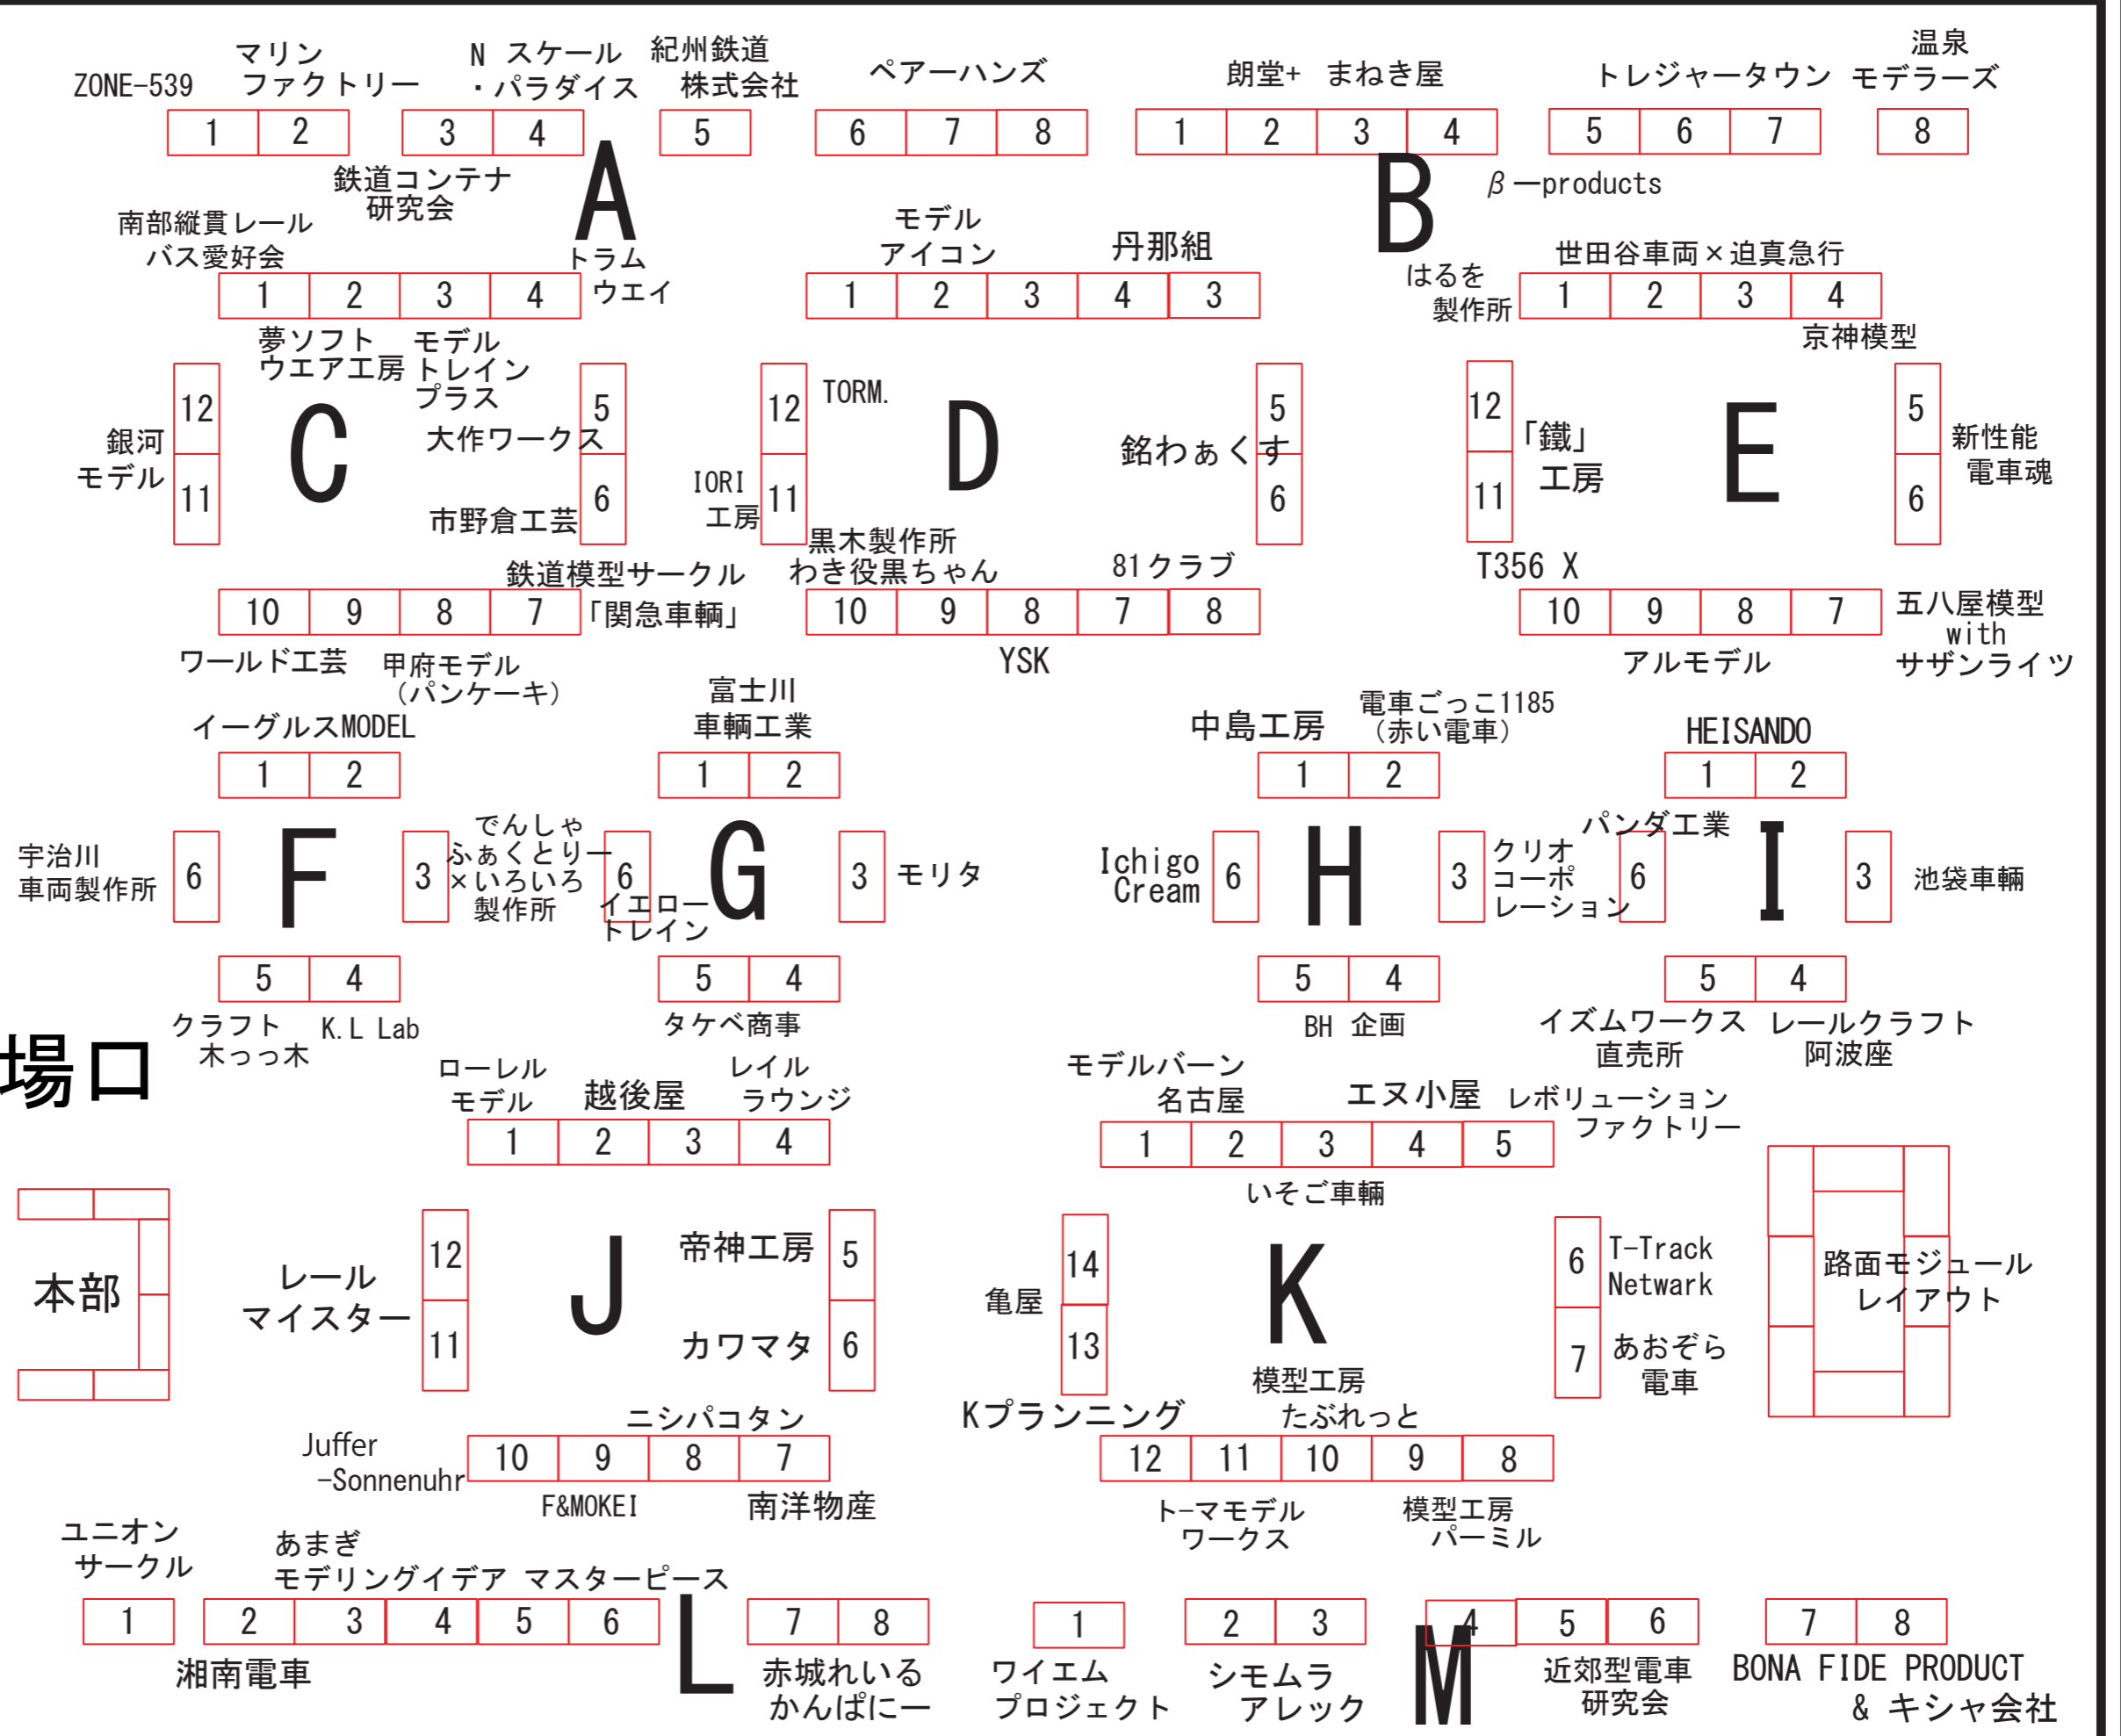 ZONE-539
マリン
ファクトリー
N スケール
・パラダイス
紀州鉄道
株式会社
ペアーハンズ
朗堂+ まねき屋
トレジャータウン
温泉
モデラーズ
1 2 3 4 5 6 7 8
1 2 3 4 5 6 7 8
鉄道コンテナ
研究会
A
B
β―products
南部縦貫レール
バス愛好会
トラム
ウエイ
モデル
アイコン
丹那組
はるを
製作所
世田谷車両×迫真急行
1 2 3 4
1 2 3 4 3
1 2 3 4
夢ソフト
ウエア工房
モデル
トレイン
プラス
京神模型
銀河
モデル
12
11
C
大作ワークス
5
市野倉工芸
6
12
TORM.
IORI
工房
11
D
銘わぁくす
5
6
12
11
「鐵」
工房
E
5
6
新性能
電車魂
鉄道模型サークル
「関急車輌」
黒木製作所
わき役黒ちゃん
81クラブ
T356 X
10 9 8 7
10 9 8 7 8
10 9 8 7
五八屋模型
with
サザンライツ
ワールド工芸
甲府モデル
(パンケーキ)
YSK
アルモデル
イーグルスMODEL
富士川
車輌工業
中島工房
電車ごっこ1185
(赤い電車)
HEISANDO
1 2
1 2
1 2
1 2
宇治川
車両製作所
6
F
3
でんしゃ
ふぁくとりー
×いろいろ
製作所
6
イエロー
トレイン
G
3
モリタ
Ichigo
Cream
6
H
3
クリオ
コーポ
レーション
パンダ工業
6
I
3
池袋車輛
5 4
5 4
5 4
5 4
クラフト
木っっ木
K.L Lab
タケベ商事
BH 企画
イズムワークス
直売所
レールクラフト
阿波座
場口
ローレル
モデル
越後屋
レイル
ラウンジ
モデルバーン
名古屋
エヌ小屋
レボリューション
ファクトリー
1 2 3 4
1 2 3 4 5
いそご車輛
本部
レール
マイスター
12
11
J
帝神工房
5
カワマタ
6
亀屋
14
13
K
6
T-Track
Netwark
7
あおぞら
電車
路面モジュール
レイアウト
Juffer
-Sonnenuhr
ニシパコタン
Kプランニング
模型工房
たぶれっと
10 9 8 7
12 11 10 9 8
F&MOKEI
南洋物産
トーマモデル
ワークス
模型工房
パーミル
ユニオン
サークル
あまぎ
モデリングイデア
マスターピース
1 2 3 4 5 6
L
7 8
1 2 3 4 5 6 7 8
M
湘南電車
赤城れいる
かんぱにー
ワイエム
プロジェクト
シモムラ
アレック
近郊型電車
研究会
BONA FIDE PRODUCT
& キシャ会社